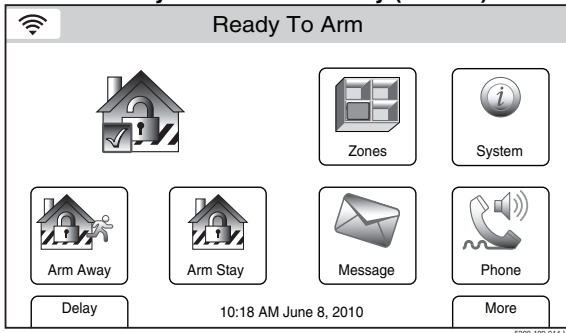 Ready To Arm
Zones
System
Arm Away
Arm Stay
Message
Phone
Delay
10:18 AM June 8, 2010
More